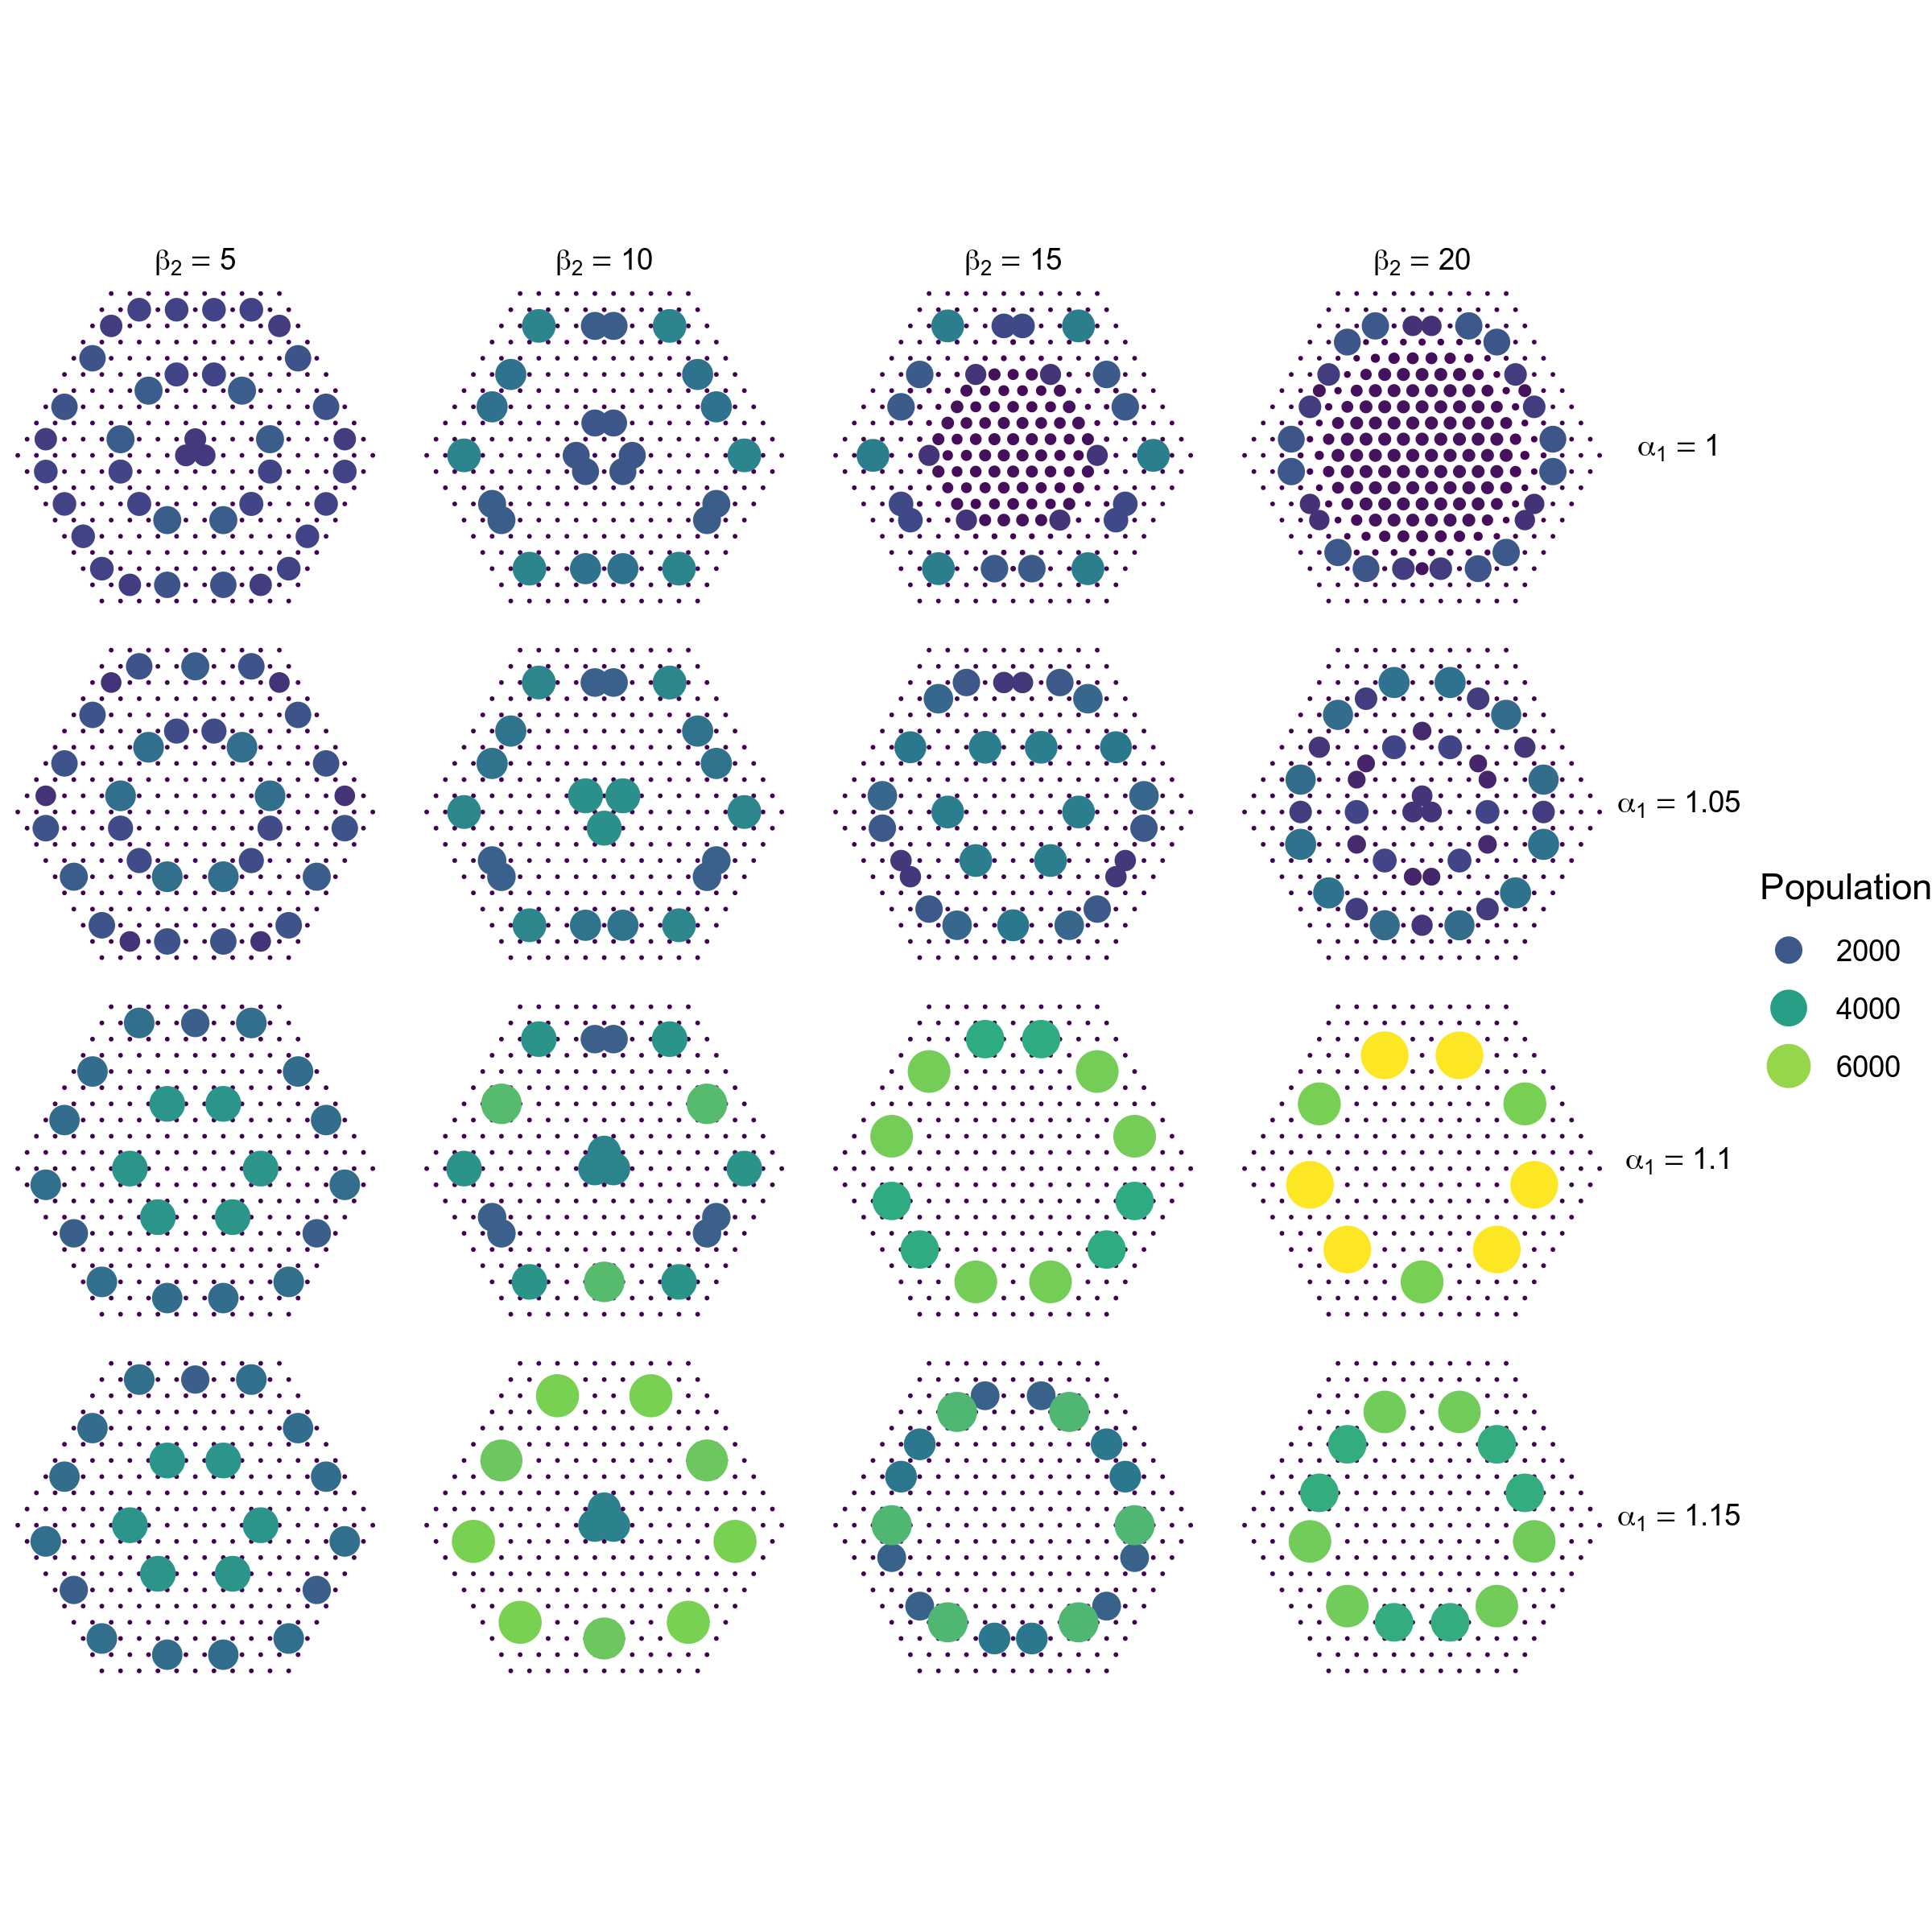 β₂ = 5
β₂ = 10
β₂ = 15
β₂ = 20
α₁ = 1
α₁ = 1.05
Population
2000
4000
6000
α₁ = 1.1
α₁ = 1.15